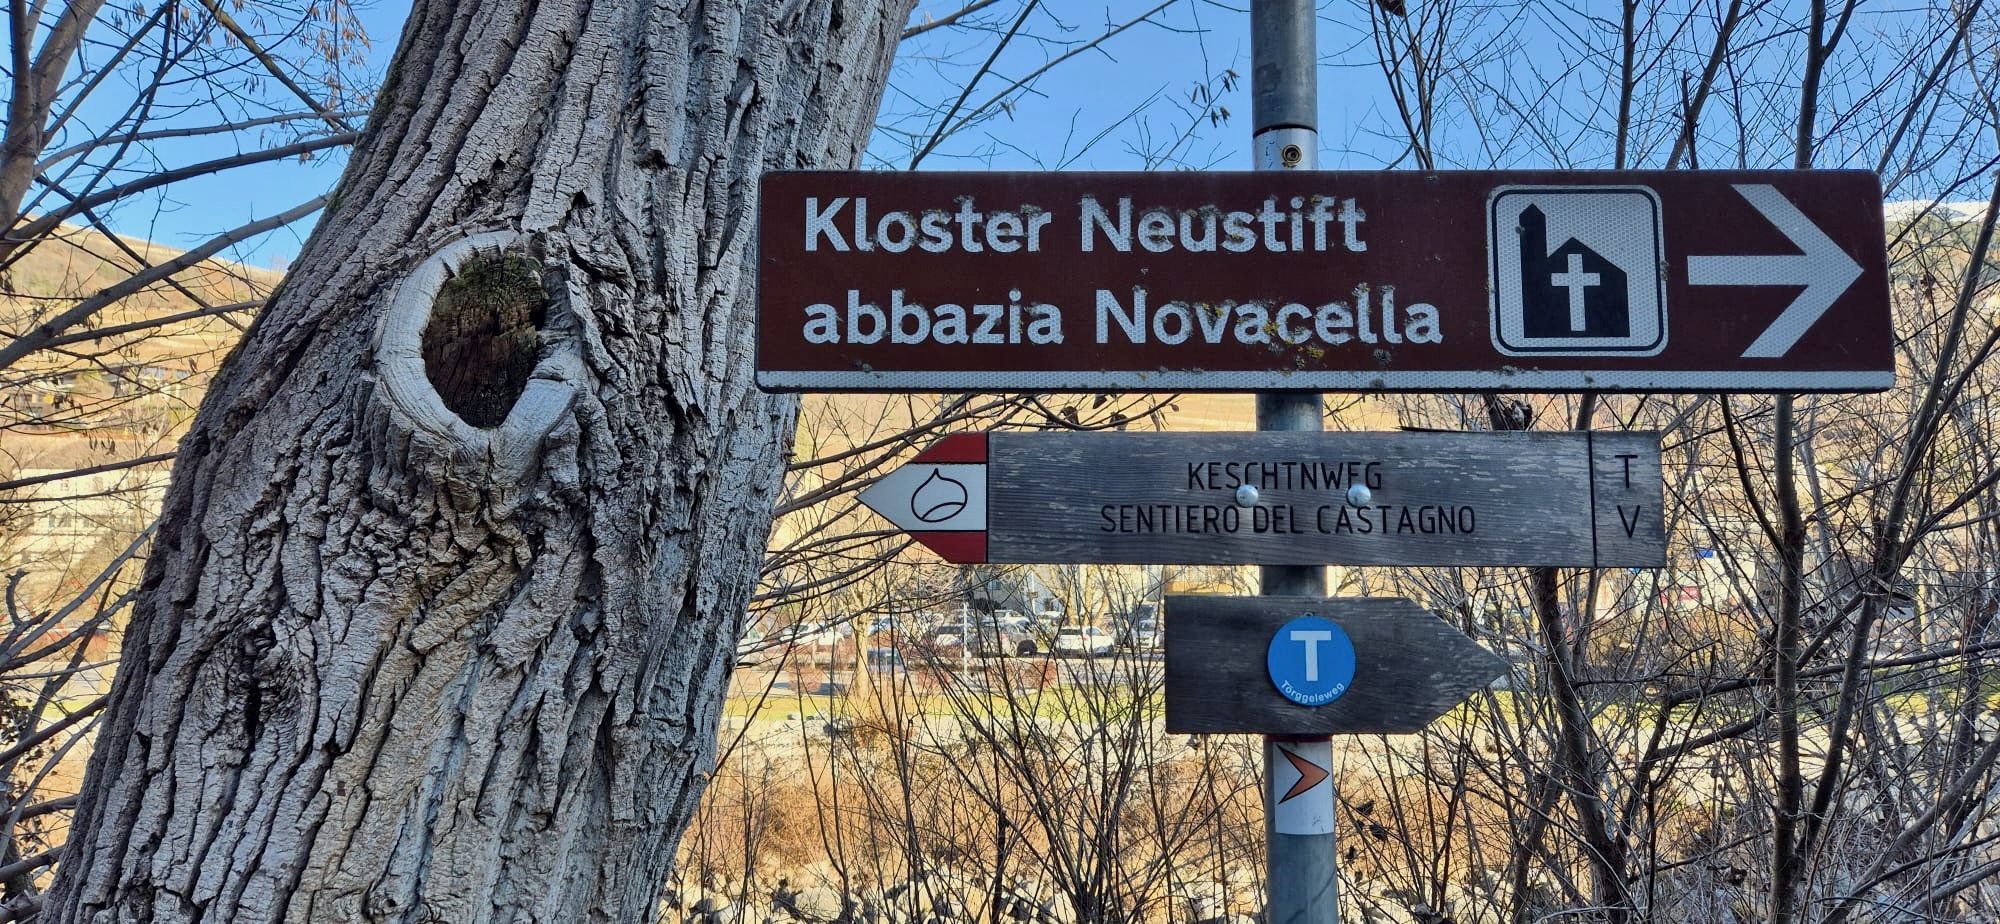 Kloster Neustift
abbazia Novacella
KESCHTNWEG
SENTIERO DEL CASTAGNO
T
V
T
Törggeleweg